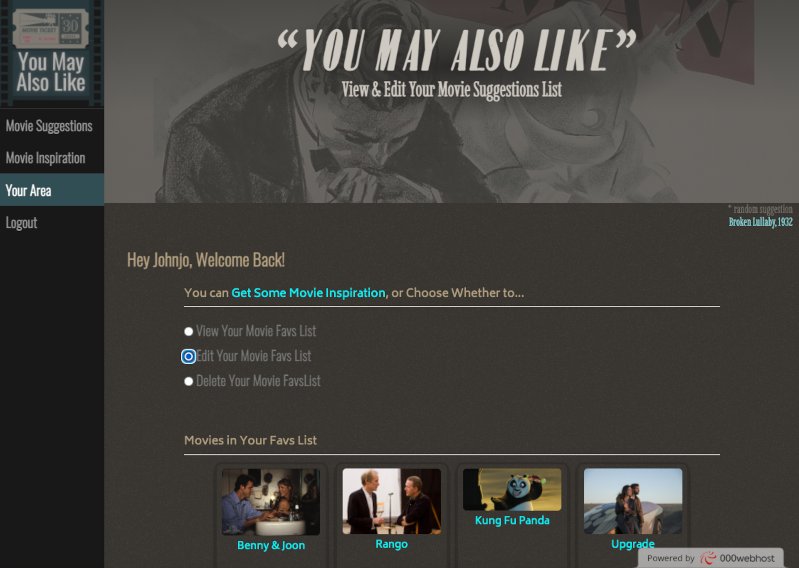 MOVIE TICKET
30
You May
Also Like
Movie Suggestions
Movie Inspiration
Your Area
Logout
“YOU MAY ALSO LIKE”
View & Edit Your Movie Suggestions List
* random suggestion
Broken Lullaby, 1932
Hey Johnjo, Welcome Back!
You can Get Some Movie Inspiration, or Choose Whether to...
View Your Movie Favs List
Edit Your Movie Favs List
Delete Your Movie FavsList
Movies in Your Favs List
Benny & Joon
Rango
Kung Fu Panda
Upgrade
Powered by 000webhost